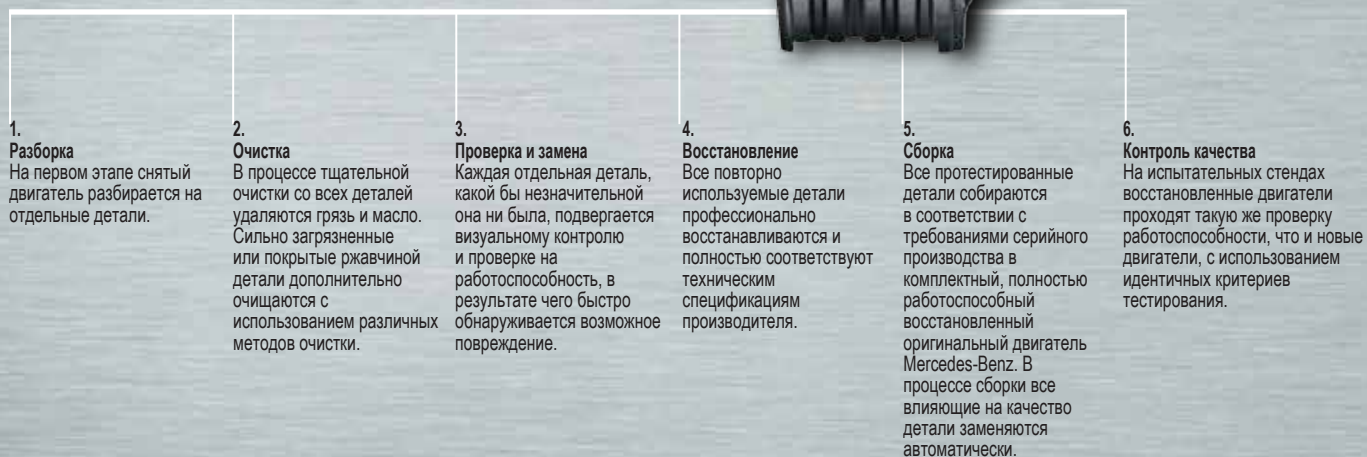 1.
Разборка
На первом этапе снятый
двигатель разбирается на
отдельные детали.
2.
Очистка
В процессе тщательной
очистки со всех деталей
удаляются грязь и масло.
Сильно загрязненные
или покрытые ржавчиной
детали дополнительно
очищаются с
использованием различных
методов очистки.
3.
Проверка и замена
Каждая отдельная деталь,
какой бы незначительной
она ни была, подвергается
визуальному контролю
и проверке на
работоспособность, в
результате чего быстро
обнаруживается возможное
повреждение.
4.
Восстановление
Все повторно
используемые детали
профессионально
восстанавливаются и
полностью соответствуют
техническим
спецификациям
производителя.
5.
Сборка
Все протестированные
детали собираются
в соответствии с
требованиями серийного
производства в
комплектный, полностью
работоспособный
восстановленный
оригинальный двигатель
Mercedes-Benz. В
процессе сборки все
влияющие на качество
детали заменяются
автоматически.
6.
Контроль качества
На испытательных стендах
восстановленные двигатели
проходят такую же проверку
работоспособности, что и новые
двигатели, с использованием
идентичных критериев
тестирования.